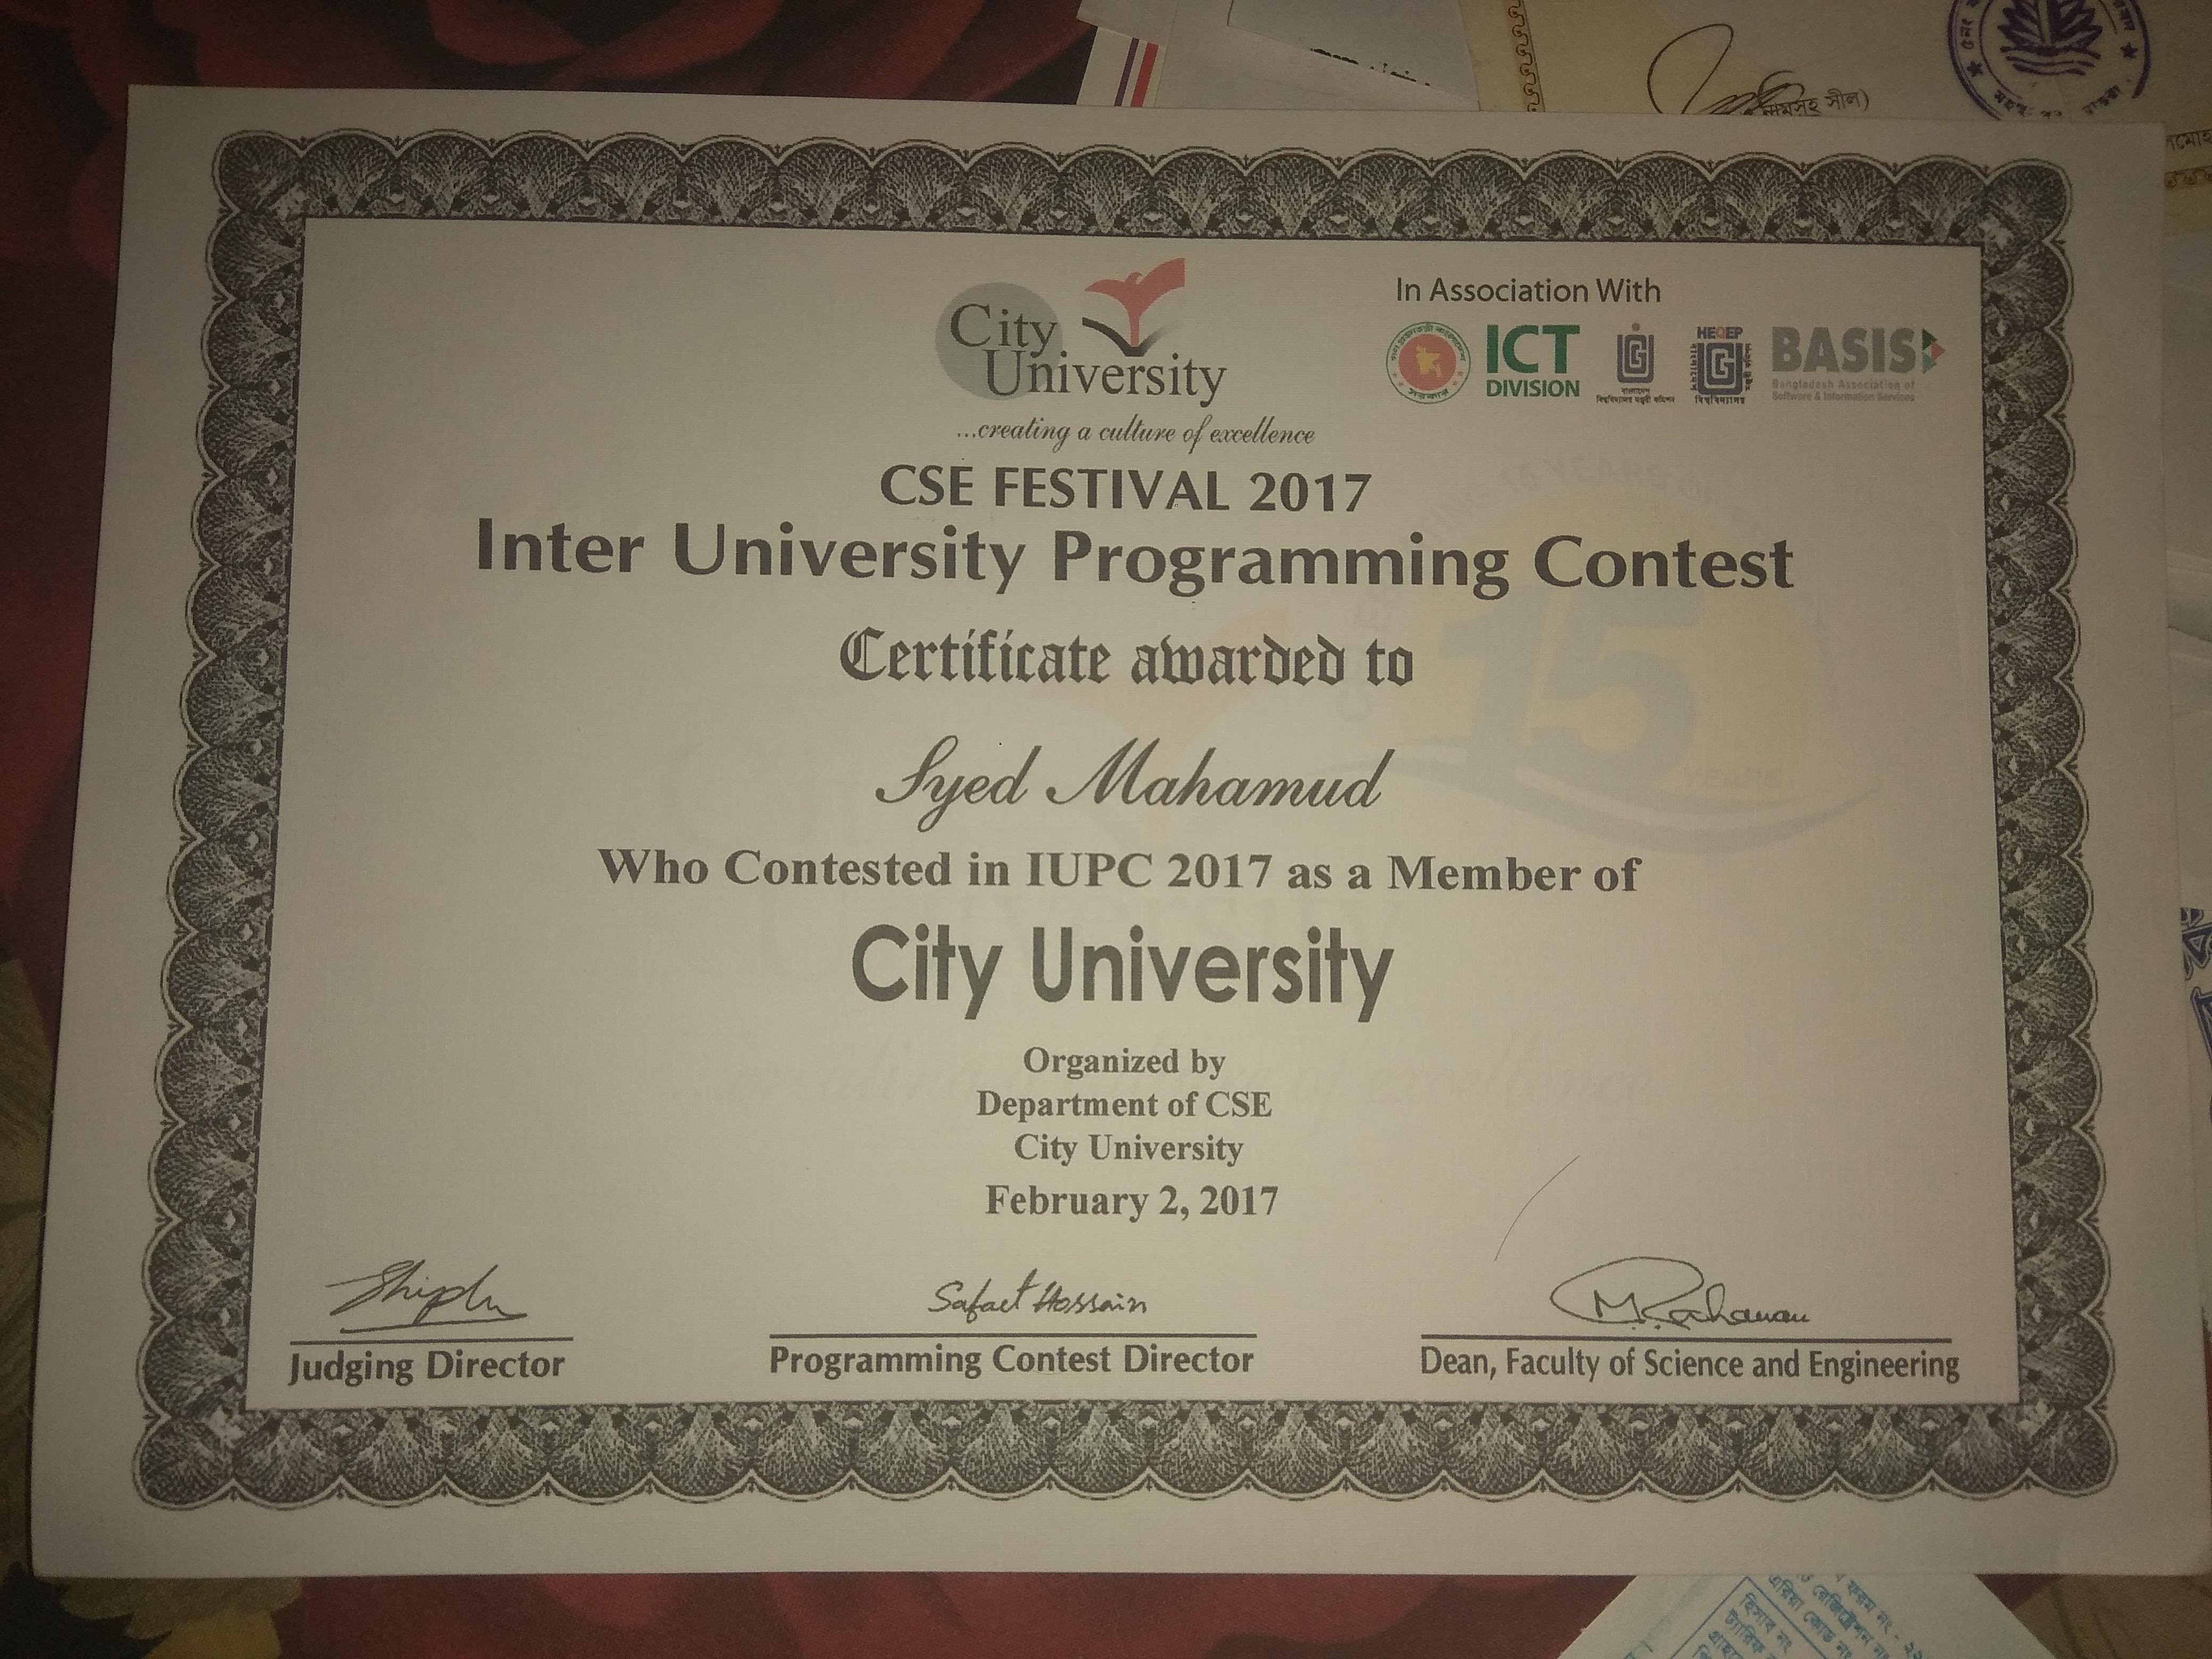 নামসহ সীল)
City
University
...creating a culture of excellence
In Association With
ICT
DIVISION
HEQEP
BASIS
Bangladesh Association of
Software & Information Services
CSE FESTIVAL 2017
Inter University Programming Contest
Certificate awarded to
Syed Mahamud
Who Contested in IUPC 2017 as a Member of
City University
Organized by
Department of CSE
City University
February 2, 2017
Safaet Hossain
Judging Director
Programming Contest Director
Dean, Faculty of Science and Engineering
15